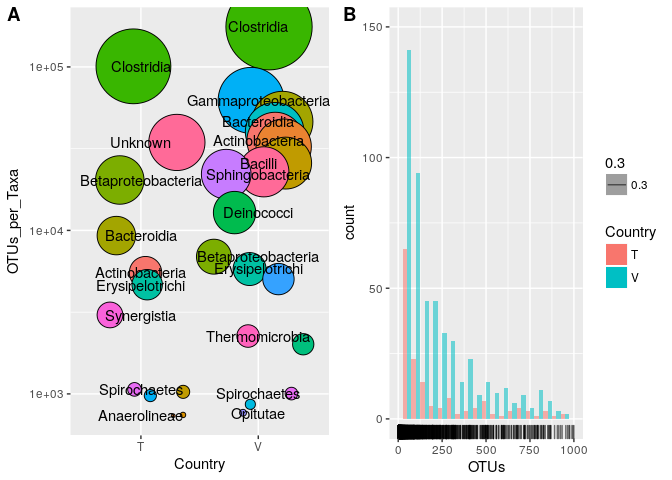 A
Clostridia
Clostridia
1e+05
Gammaproteobacteria
Bacteroidia
Actinobacteria
Unknown
Bacilli
Sphingobacteria
Betaproteobacteria
Deinococci
1e+04
Bacteroidia
Betaproteobacteria
Erysipelotrichi
Actinobacteria
Erysipelotrichi
Synergistia
Thermomicrobia
1e+03
Spirochaetes
Spirochaetes
Anaerolineae
Opitutae
OTUs_per_Taxa
T
V
Country
B
150
100
50
0
count
0
250
500
750
1000
OTUs
0.3
0.3
Country
T
V